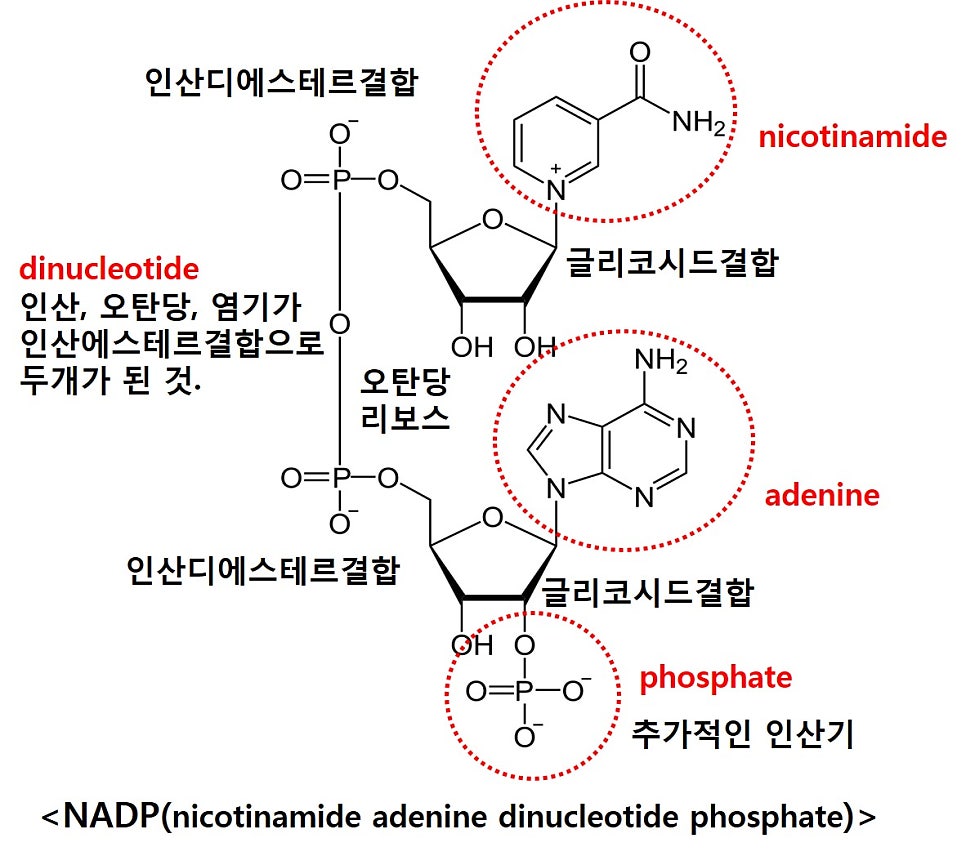 인산디에스테르결합
O
NH₂
nicotinamide
O⁻
O=P—O
O
+
N
글리코시드결합
dinucleotide
인산, 오탄당, 염기가
인산에스테르결합으로
두개가 된 것.
O
OH OH
오탄당
리보스
NH₂
N
N
N
N
adenine
O=P—O
O⁻
O
인산디에스테르결합
글리코시드결합
OH O
O=P—O⁻
O⁻
phosphate
추가적인 인산기
<NADP(nicotinamide adenine dinucleotide phosphate)>